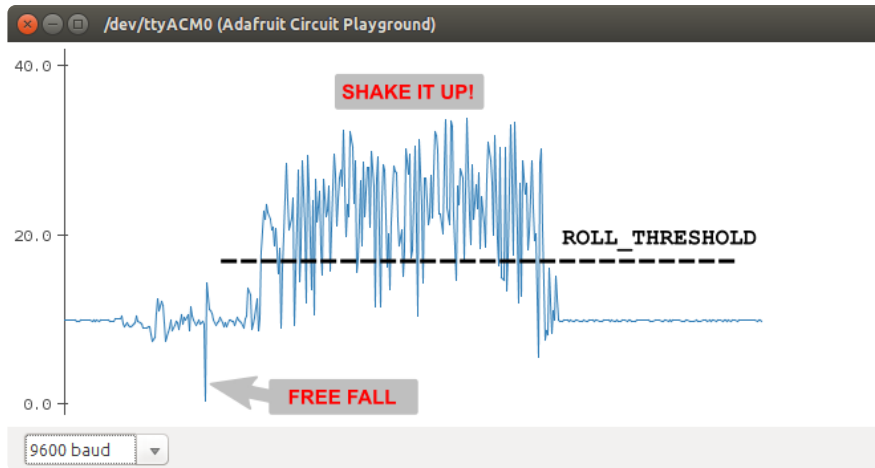 /dev/ttyACM0 (Adafruit Circuit Playground)
40.0
SHAKE IT UP!
20.0
ROLL_THRESHOLD
FREE FALL
0.0
9600 baud